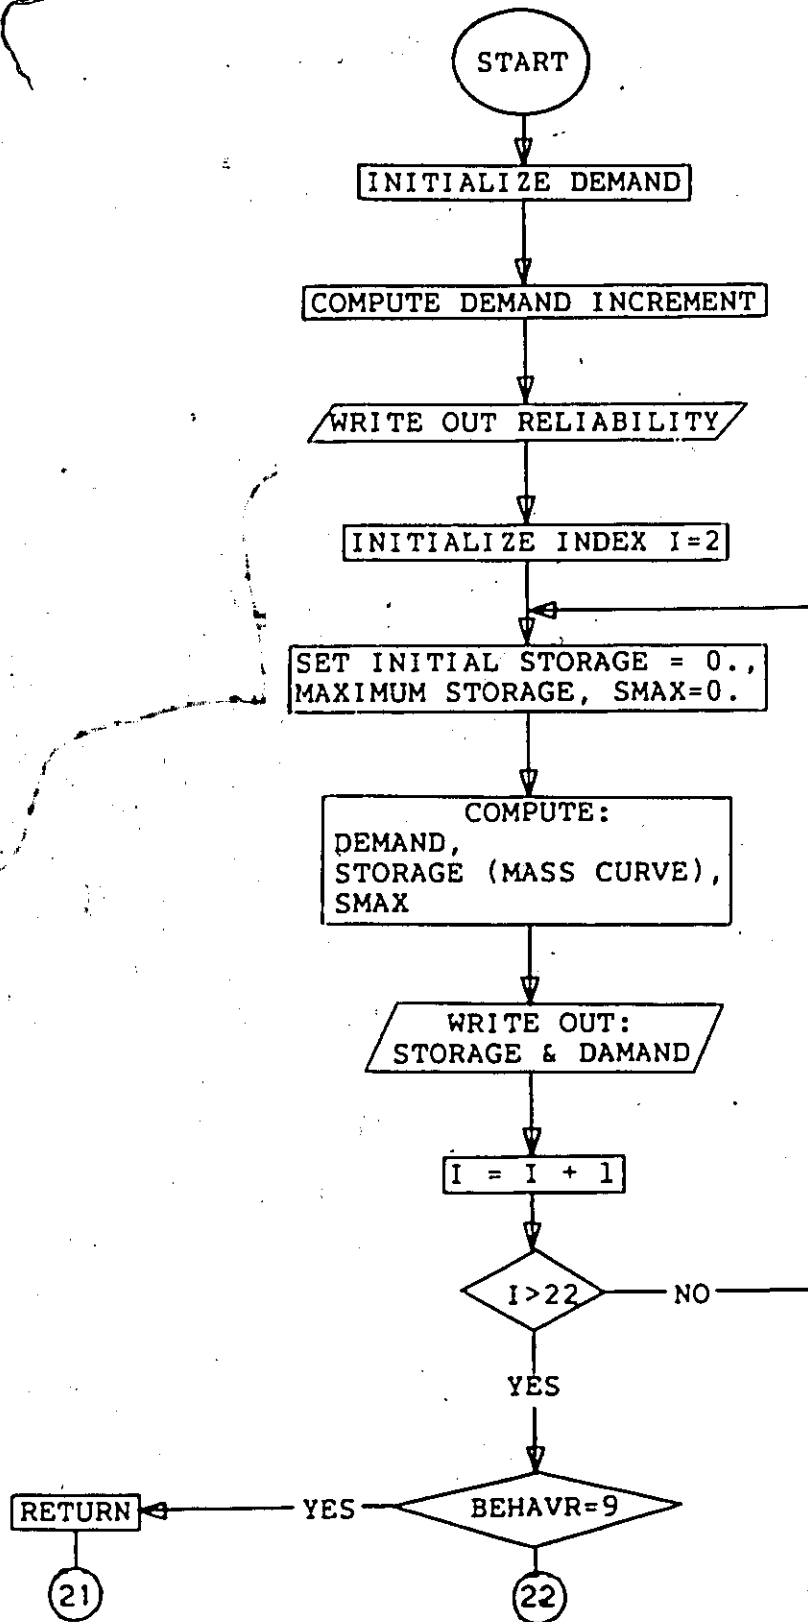 START
INITIALIZE DEMAND
COMPUTE DEMAND INCREMENT
WRITE OUT RELIABILITY
INITIALIZE INDEX I=2
SET INITIAL STORAGE = 0.,
MAXIMUM STORAGE, SMAX=0.
COMPUTE:
DEMAND,
STORAGE (MASS CURVE),
SMAX
WRITE OUT:
STORAGE & DAMAND
I = I + 1
I>22
NO
YES
RETURN
YES
BEHAVR=9
21
22